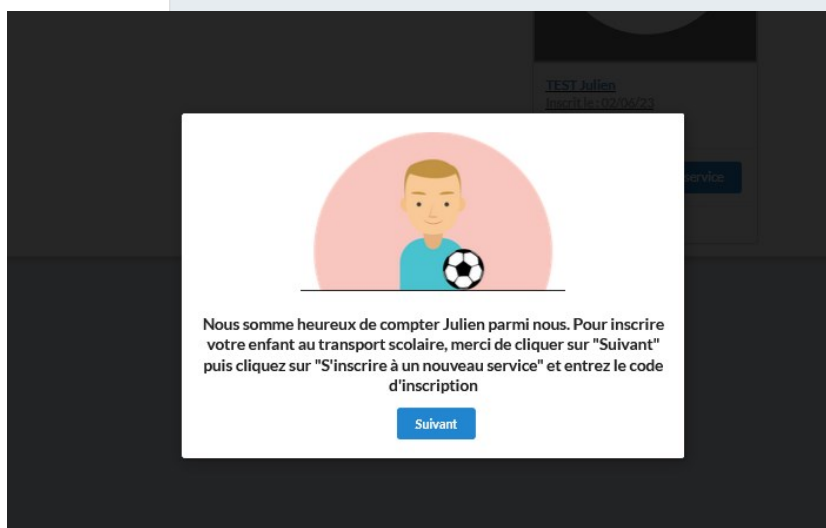 TEST Julien
Inscrit le : 02/06/23
service
Nous somme heureux de compter Julien parmi nous. Pour inscrire
votre enfant au transport scolaire, merci de cliquer sur "Suivant"
puis cliquez sur "S'inscrire à un nouveau service" et entrez le code
d'inscription
Suivant